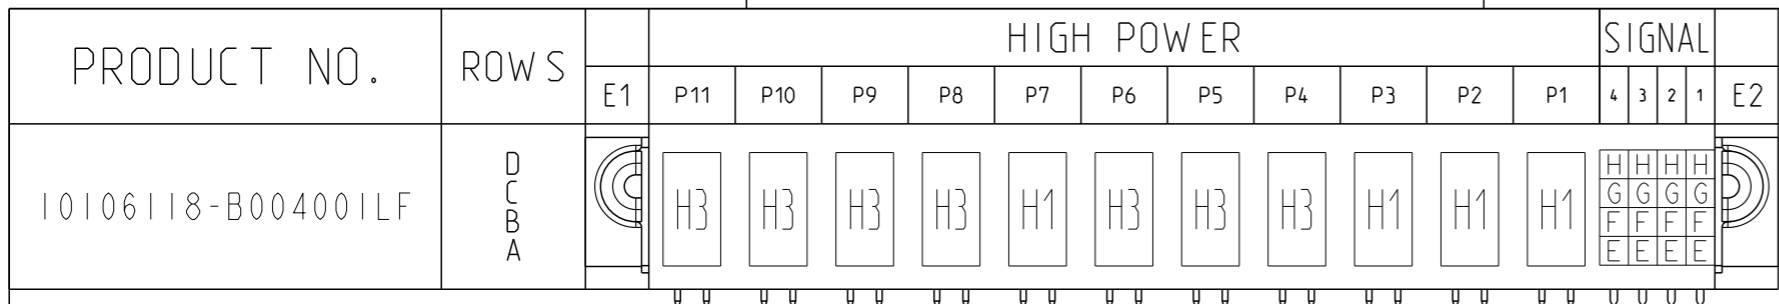 PRODUCT NO. ROWS HIGH POWER SIGNAL
E1 P11 P10 P9 P8 P7 P6 P5 P4 P3 P2 P1 4 3 2 1 E2
10106118-B004001LF
D
C
B
A
H3 H3 H3 H3 H1 H3 H3 H3 H1 H1 H1
H H H H
G G G G
F F F F
E E E E